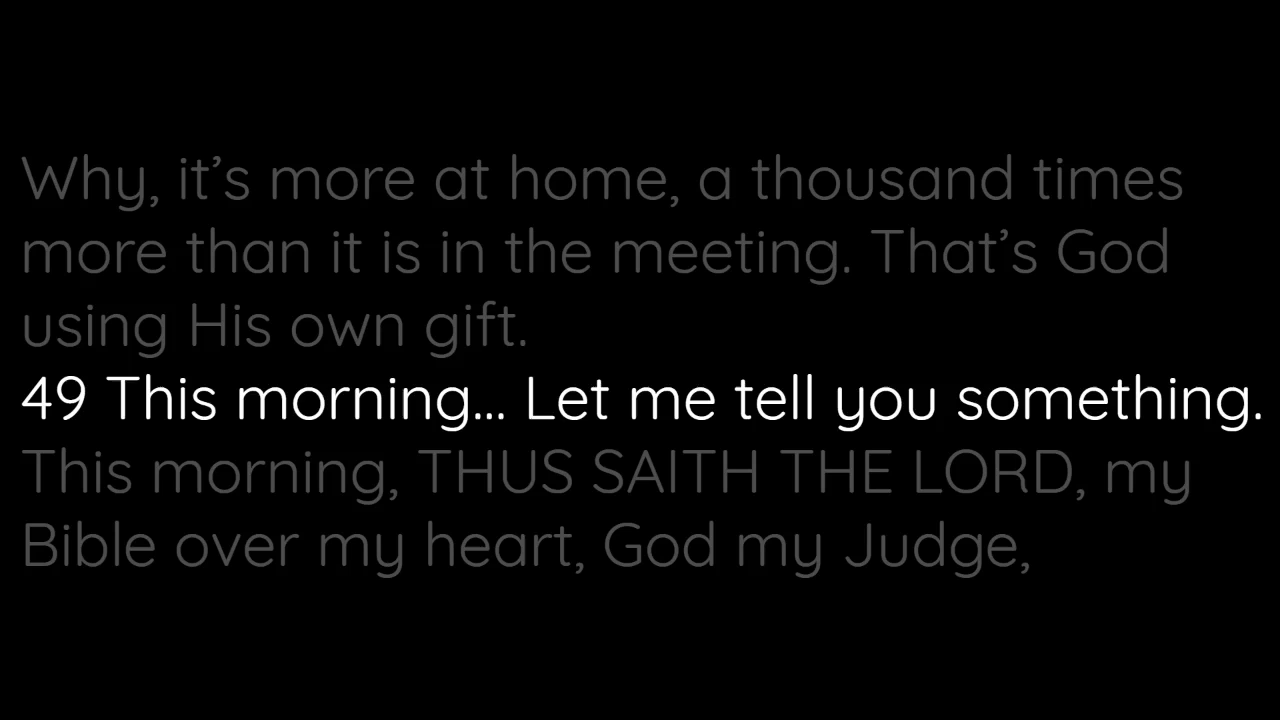 Why, it’s more at home, a thousand times
more than it is in the meeting. That’s God
using His own gift.
49 This morning... Let me tell you something.
This morning, THUS SAITH THE LORD, my
Bible over my heart, God my Judge,